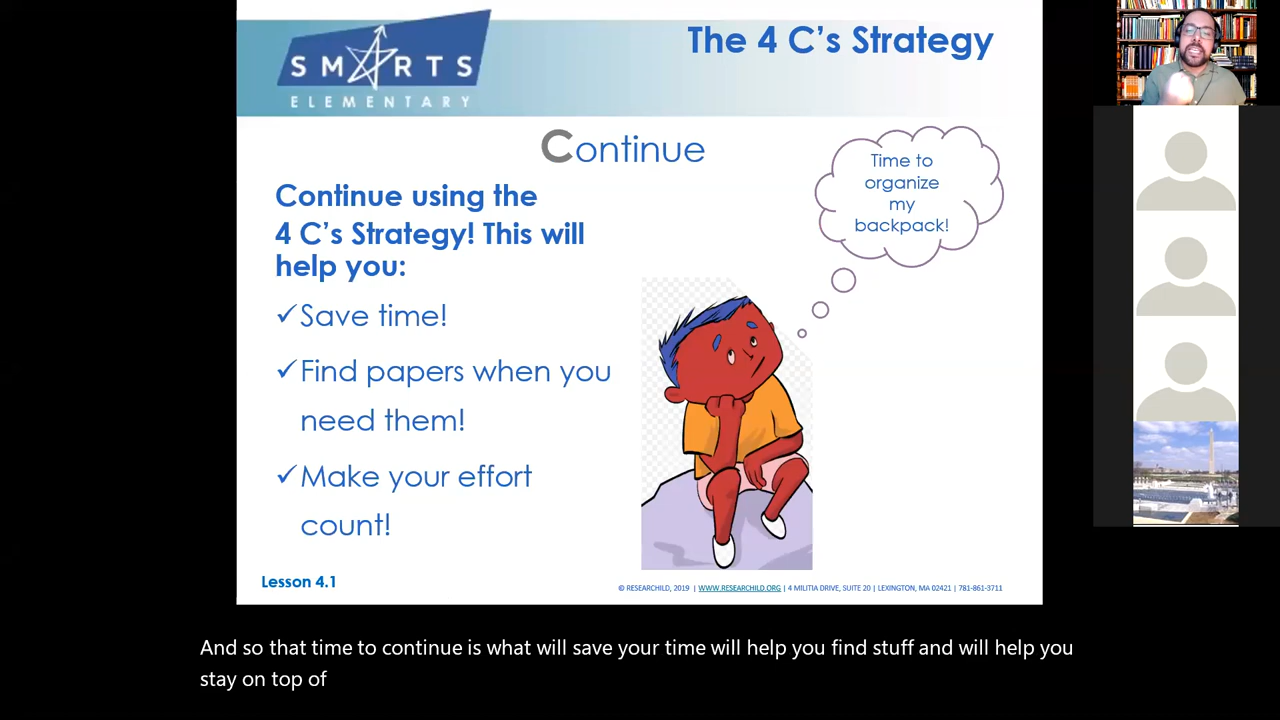 The 4 C's Strategy
SMARTS
ELEMENTARY
Continue
Continue using the
4 C's Strategy! This will
help you:
✓Save time!
✓Find papers when you
need them!
✓Make your effort
count!
Time to
organize
my
backpack!
Lesson 4.1
© RESEARCHILD, 2019 | WWW.RESEARCHILD.ORG | 4 MILITIA DRIVE, SUITE 20 | LEXINGTON, MA 02421 | 781-861-3711
And so that time to continue is what will save your time will help you find stuff and will help you
stay on top of